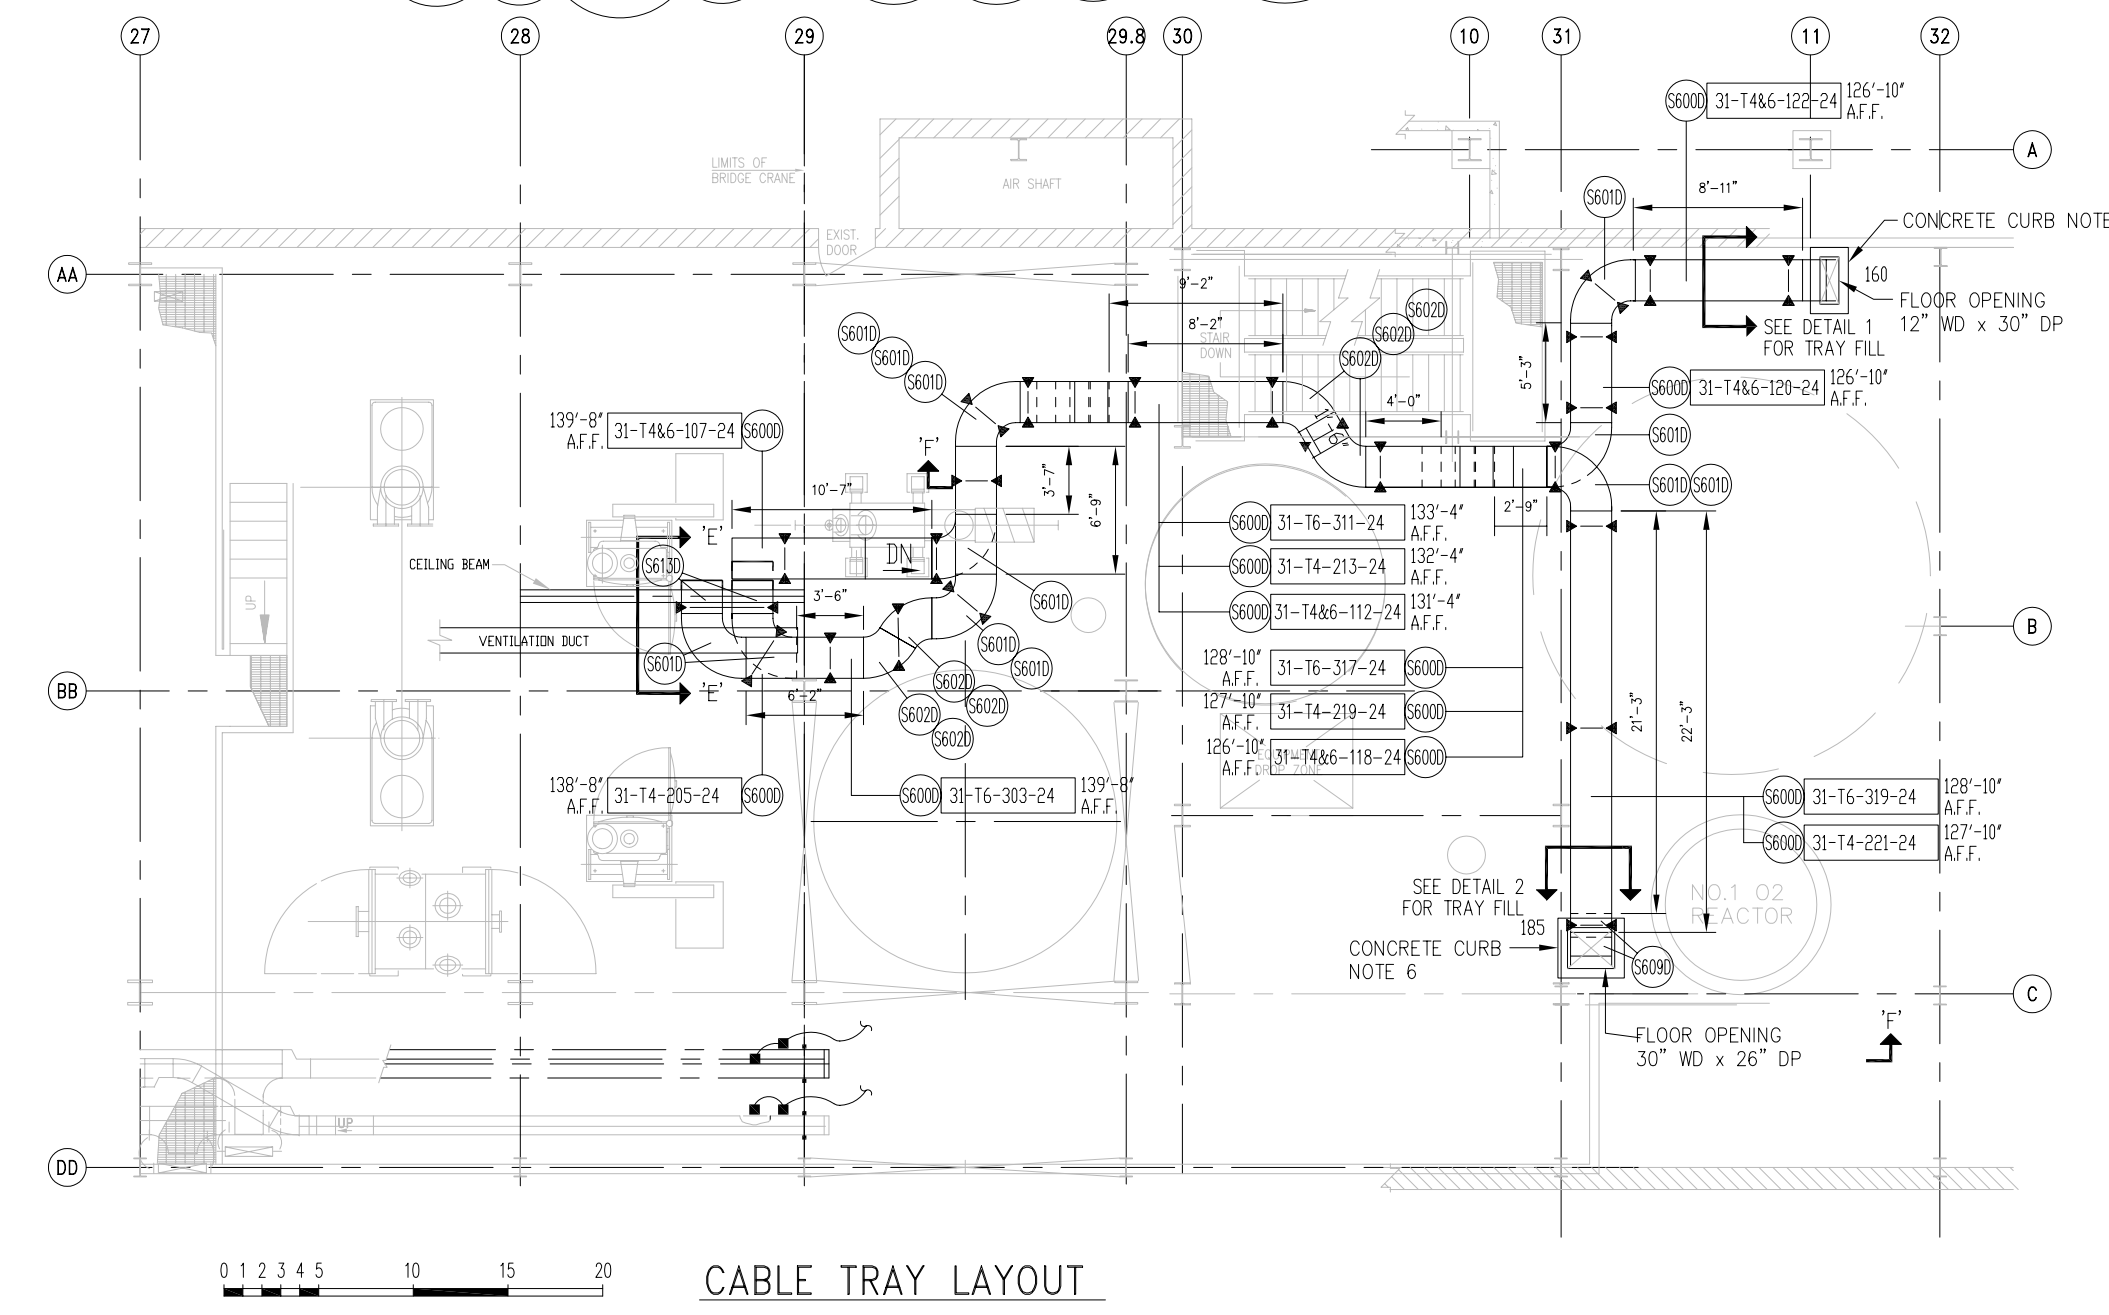 27
28
29
29.8
30
10
31
11
32
S600D
31-T4&6-122-24
126'-10"
A.F.F.
A
LIMITS OF
BRIDGE CRANE
AIR SHAFT
8'-11"
S601D
CONCRETE CURB NOTE
EXIST.
DOOR
AA
160
FLOOR OPENING
12" WD x 30" DP
9'-2"
8'-2"
S602D
S602D
S602D
STAIR
DOWN
SEE DETAIL 1
FOR TRAY FILL
S601D
S601D
S601D
5'-3"
S600D
31-T4&6-120-24
126'-10"
A.F.F.
4'-0"
1'-6"
139'-8"
A.F.F.
31-T4&6-107-24
S600D
'F'
S601D
3'-7"
6'-9"
S601D
S601D
10'-7"
2'-9"
S600D
31-T6-311-24
133'-4"
A.F.F.
'E'
DN
CEILING BEAM
S613D
S600D
31-T4-213-24
132'-4"
A.F.F.
3'-6"
S601D
S600D
31-T4&6-112-24
131'-4"
A.F.F.
UP
VENTILATION DUCT
B
S601D
S601D
S601D
128'-10"
A.F.F.
31-T6-317-24
S600D
BB
'E'
6'-2"
S602D
S602D
S602D
S602D
127'-10"
A.F.F.
31-T4-219-24
S600D
21'-3"
22'-3"
126'-10"
A.F.F.
31-T4&6-118-24
S600D
EQUIPMENT
DROP ZONE
138'-8"
A.F.F.
31-T4-205-24
S600D
S600D
31-T6-303-24
139'-8"
A.F.F.
S600D
31-T6-319-24
128'-10"
A.F.F.
S600D
31-T4-221-24
127'-10"
A.F.F.
SEE DETAIL 2
FOR TRAY FILL
NO.1 O2
REACTOR
185
CONCRETE CURB
NOTE 6
S609D
C
'F'
FLOOR OPENING
30" WD x 26" DP
UP
DD
0 1 2 3 4 5 10 15 20
CABLE TRAY LAYOUT